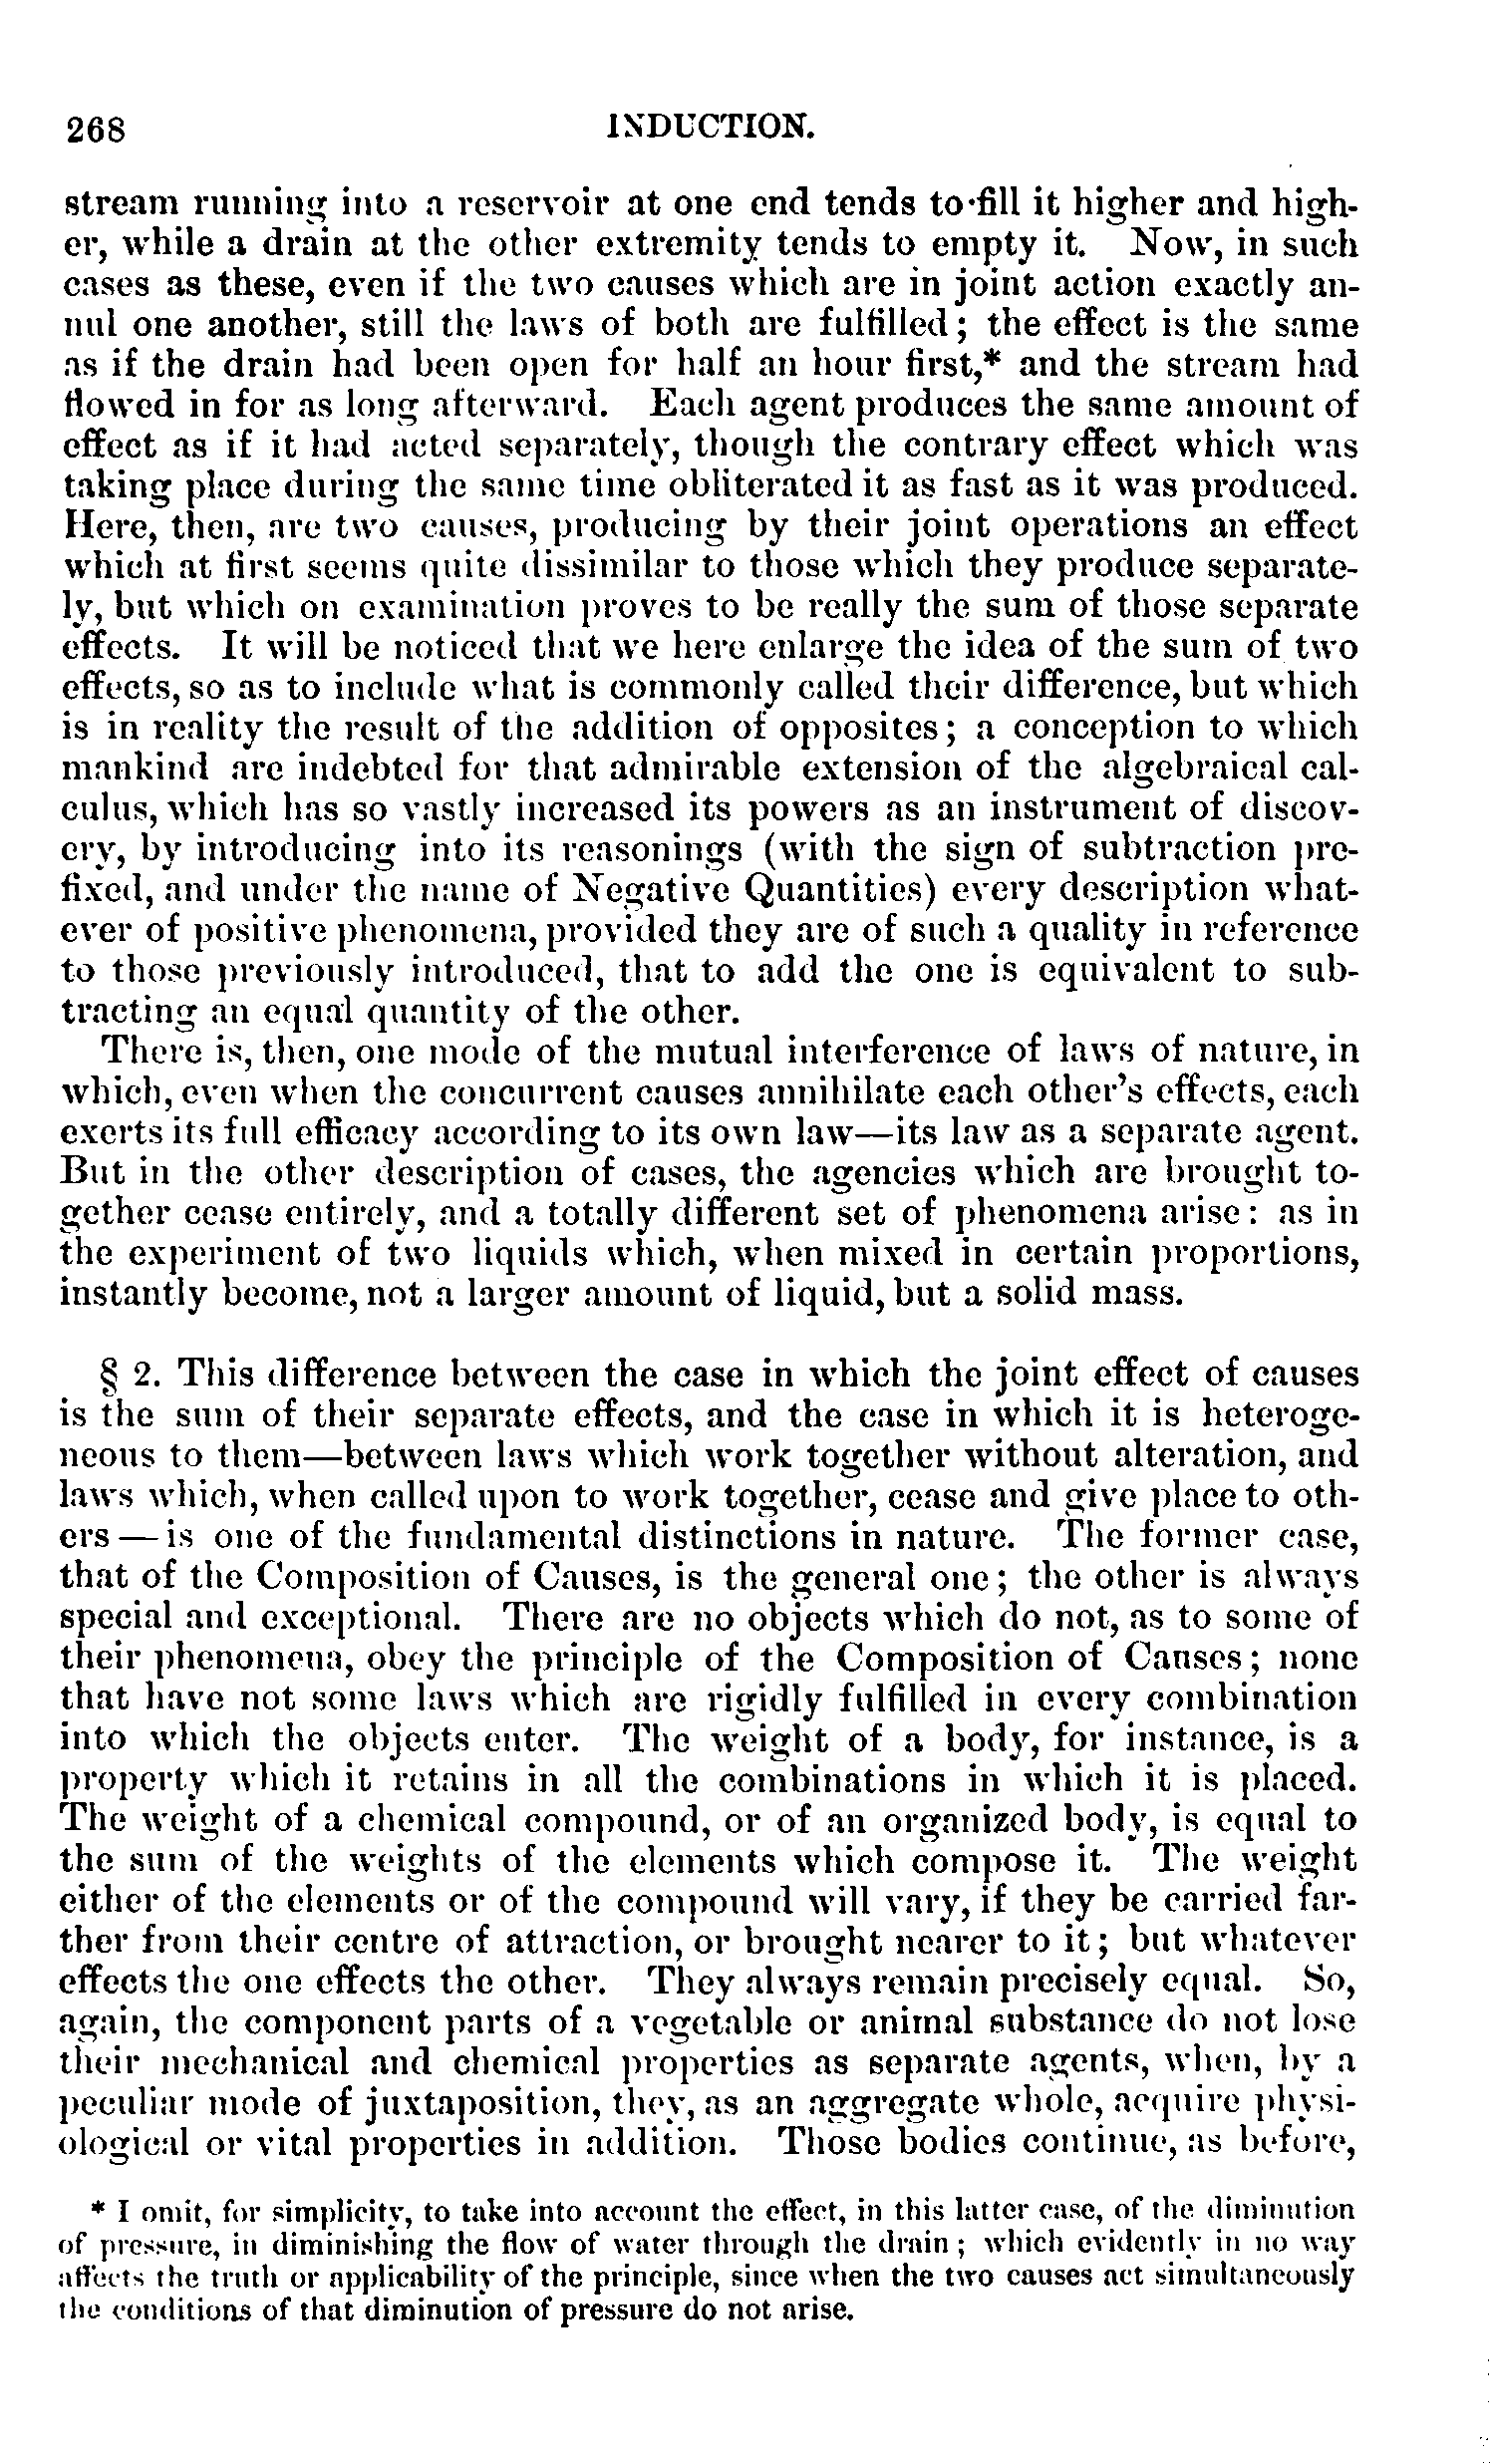 268 INDUCTION.
stream running into a reservoir at one end tends to fill it higher and high-
er, while a drain at the other extremity tends to empty it. Now, in such
cases as these, even if the two causes which are in joint action exactly an-
nul one another, still the laws of both are fulfilled; the effect is the same
as if the drain had been open for half an hour first,* and the stream had
flowed in for as long afterward. Each agent produces the same amount of
effect as if it had acted separately, though the contrary effect which was
taking place during the same time obliterated it as fast as it was produced.
Here, then, are two causes, producing by their joint operations an effect
which at first seems quite dissimilar to those which they produce separate-
ly, but which on examination proves to be really the sum of those separate
effects. It will be noticed that we here enlarge the idea of the sum of two
effects, so as to include what is commonly called their difference, but which
is in reality the result of the addition of opposites; a conception to which
mankind are indebted for that admirable extension of the algebraical cal-
culus, which has so vastly increased its powers as an instrument of discov-
ery, by introducing into its reasonings (with the sign of subtraction pre-
fixed, and under the name of Negative Quantities) every description what-
ever of positive phenomena, provided they are of such a quality in reference
to those previously introduced, that to add the one is equivalent to sub-
tracting an equal quantity of the other.
There is, then, one mode of the mutual interference of laws of nature, in
which, even when the concurrent causes annihilate each other's effects, each
exerts its full efficacy according to its own law—its law as a separate agent.
But in the other description of cases, the agencies which are brought to-
gether cease entirely, and a totally different set of phenomena arise: as in
the experiment of two liquids which, when mixed in certain proportions,
instantly become, not a larger amount of liquid, but a solid mass.
§ 2. This difference between the case in which the joint effect of causes
is the sum of their separate effects, and the case in which it is heteroge-
neous to them—between laws which work together without alteration, and
laws which, when called upon to work together, cease and give place to oth-
ers—is one of the fundamental distinctions in nature. The former case,
that of the Composition of Causes, is the general one; the other is always
special and exceptional. There are no objects which do not, as to some of
their phenomena, obey the principle of the Composition of Causes; none
that have not some laws which are rigidly fulfilled in every combination
into which the objects enter. The weight of a body, for instance, is a
property which it retains in all the combinations in which it is placed.
The weight of a chemical compound, or of an organized body, is equal to
the sum of the weights of the elements which compose it. The weight
either of the elements or of the compound will vary, if they be carried far-
ther from their centre of attraction, or brought nearer to it; but whatever
effects the one effects the other. They always remain precisely equal. So,
again, the component parts of a vegetable or animal substance do not lose
their mechanical and chemical properties as separate agents, when, by a
peculiar mode of juxtaposition, they, as an aggregate whole, acquire physi-
ological or vital properties in addition. Those bodies continue, as before,
* I omit, for simplicity, to take into account the effect, in this latter case, of the diminution
of pressure, in diminishing the flow of water through the drain; which evidently in no way
affects the truth or applicability of the principle, since when the two causes act simultaneously
the conditions of that diminution of pressure do not arise.